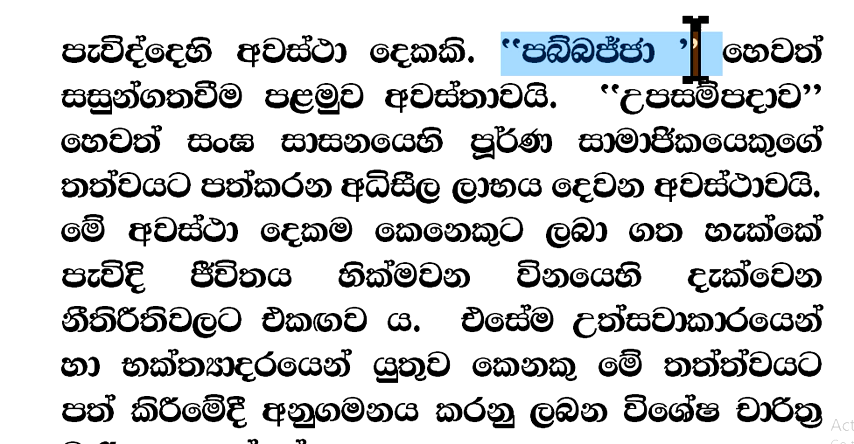 පැවිද්දෙහි අවස්ථා දෙකකි. “පබ්බජ්ජා ” හෙවත්
සසුන්ගතවීම පළමුව අවස්තාවයි. “උපසම්පදාව”
හෙවත් සංඝ සාසනයෙහි පූර්ණ සාමාජිකයෙකුගේ
තත්වයට පත්කරන අධිසීල ලාභය දෙවන අවස්ථාවයි.
මේ අවස්ථා දෙකම කෙනෙකුට ලබා ගත හැක්කේ
පැවිදි ජීවිතය හික්මවන විනයෙහි දැක්වෙන
නීතිරීතිවලට එකඟව ය. එසේම උත්සවාකාරයෙන්
හා භක්ත්‍යාදරයෙන් යුතුව කෙනකු මේ තත්ත්වයට
පත් කිරීමේදී අනුගමනය කරනු ලබන විශේෂ චාරිත්‍ර
Act